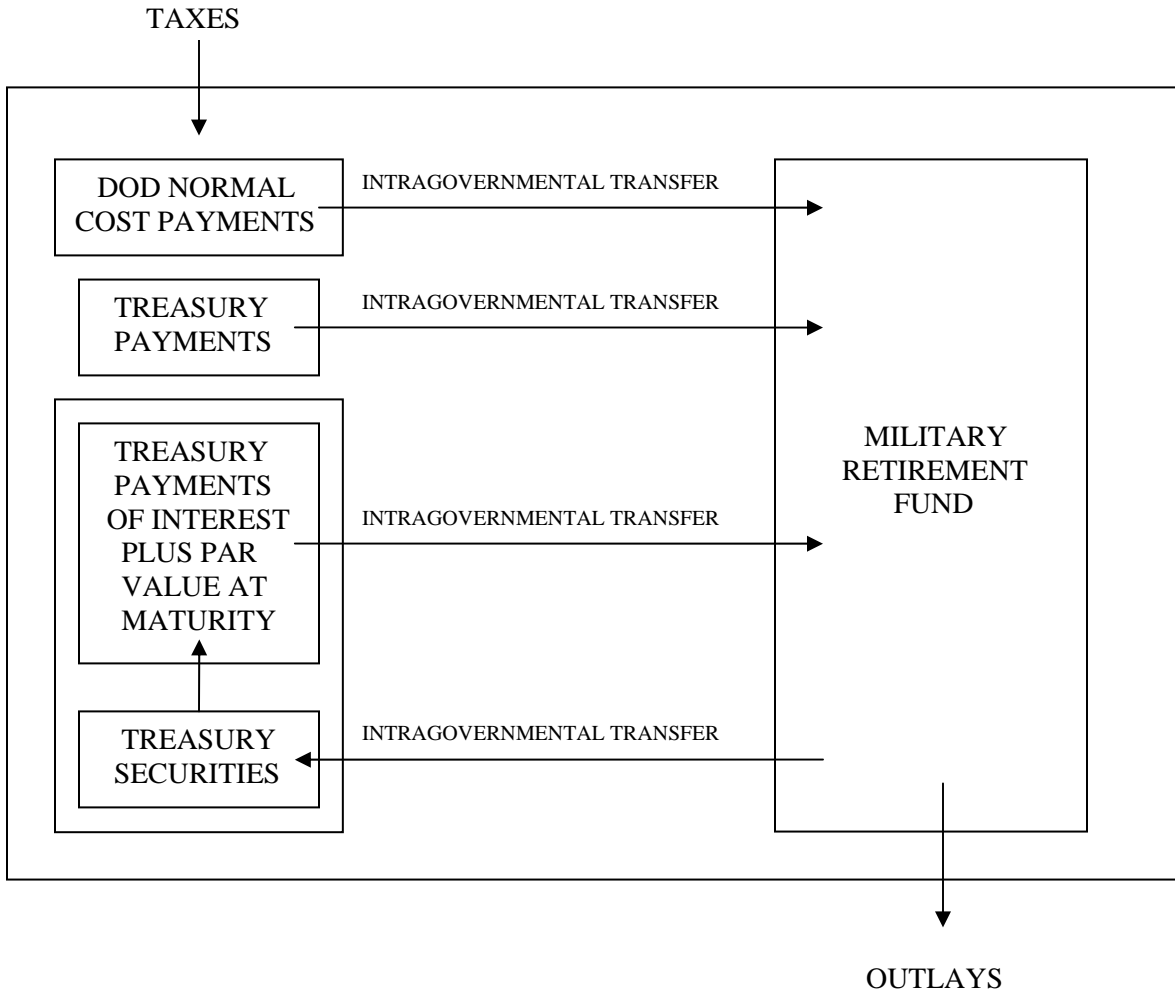 TAXES
DOD NORMAL
COST PAYMENTS
INTRAGOVERNMENTAL TRANSFER
TREASURY
PAYMENTS
INTRAGOVERNMENTAL TRANSFER
TREASURY
PAYMENTS
OF INTEREST
PLUS PAR
VALUE AT
MATURITY
INTRAGOVERNMENTAL TRANSFER
MILITARY
RETIREMENT
FUND
TREASURY
SECURITIES
INTRAGOVERNMENTAL TRANSFER
OUTLAYS